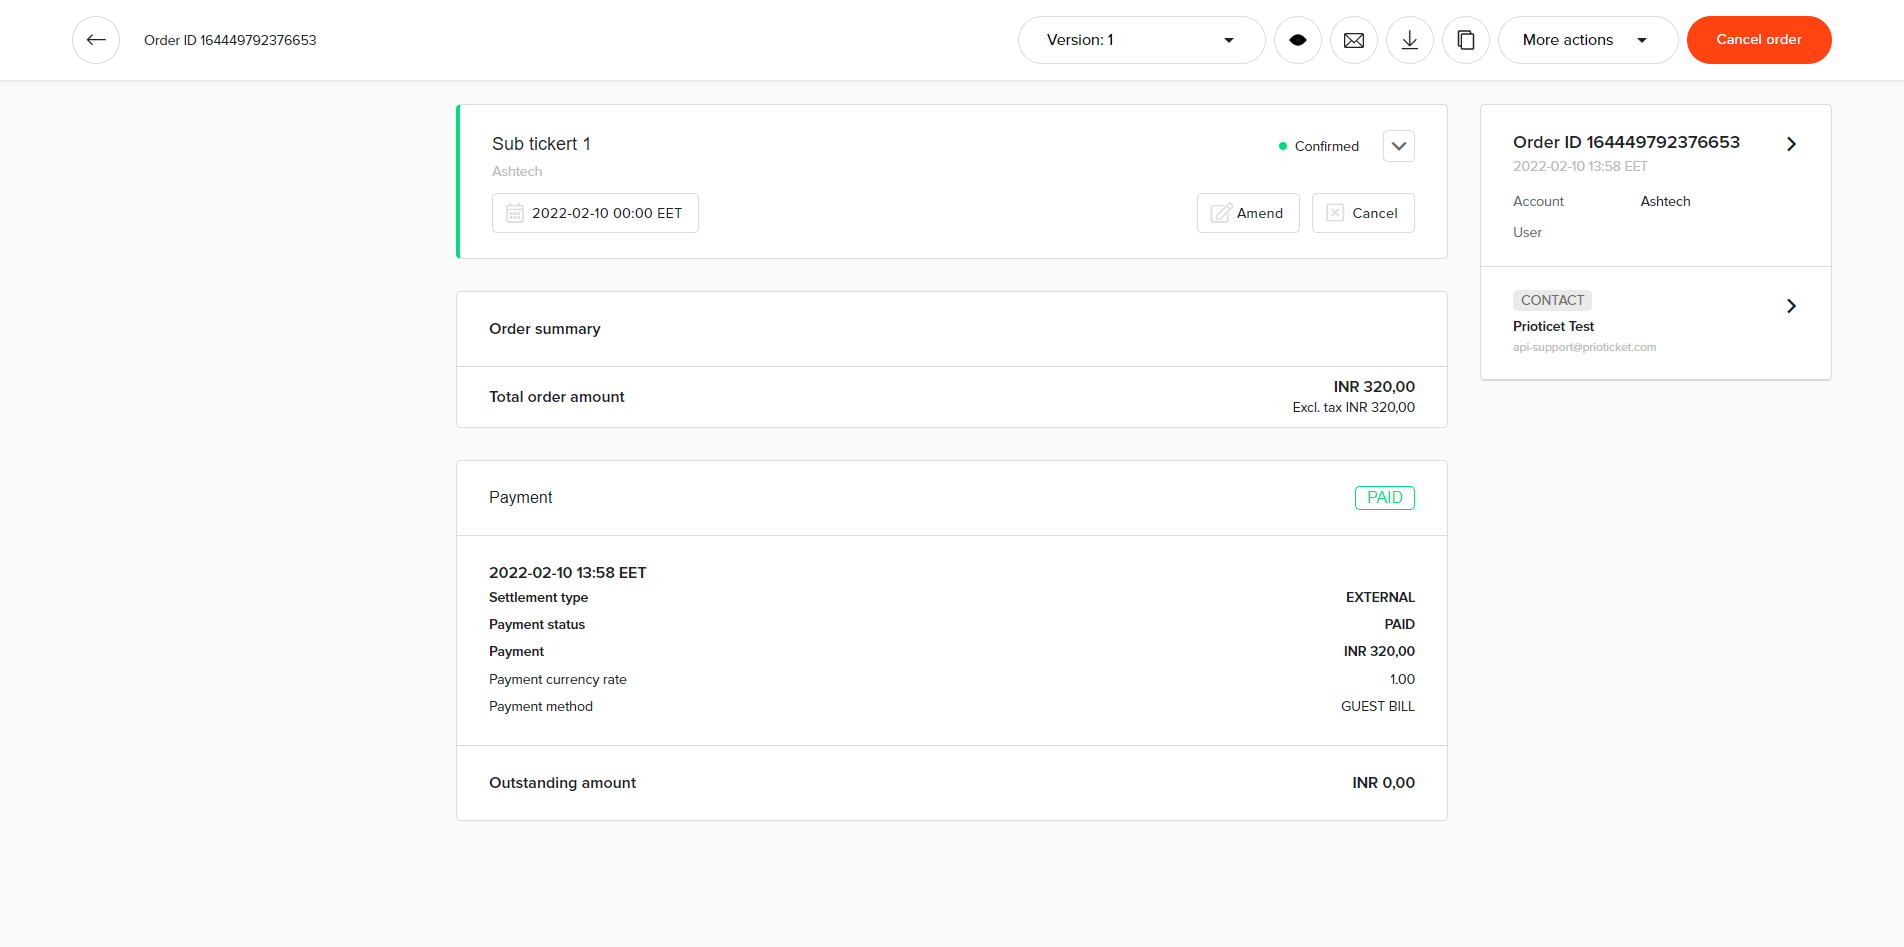 Order ID 164449792376653
Version: 1
More actions
Cancel order
Sub tickert 1
Confirmed
Ashtech
2022-02-10 00:00 EET
Amend
Cancel
Order summary
Total order amount
INR 320,00
Excl. tax INR 320,00
Payment
PAID
2022-02-10 13:58 EET
Settlement type EXTERNAL
Payment status PAID
Payment INR 320,00
Payment currency rate 1.00
Payment method GUEST BILL
Outstanding amount INR 0,00
Order ID 164449792376653
2022-02-10 13:58 EET
Account Ashtech
User
CONTACT
Prioticet Test
api-support@prioticket.com